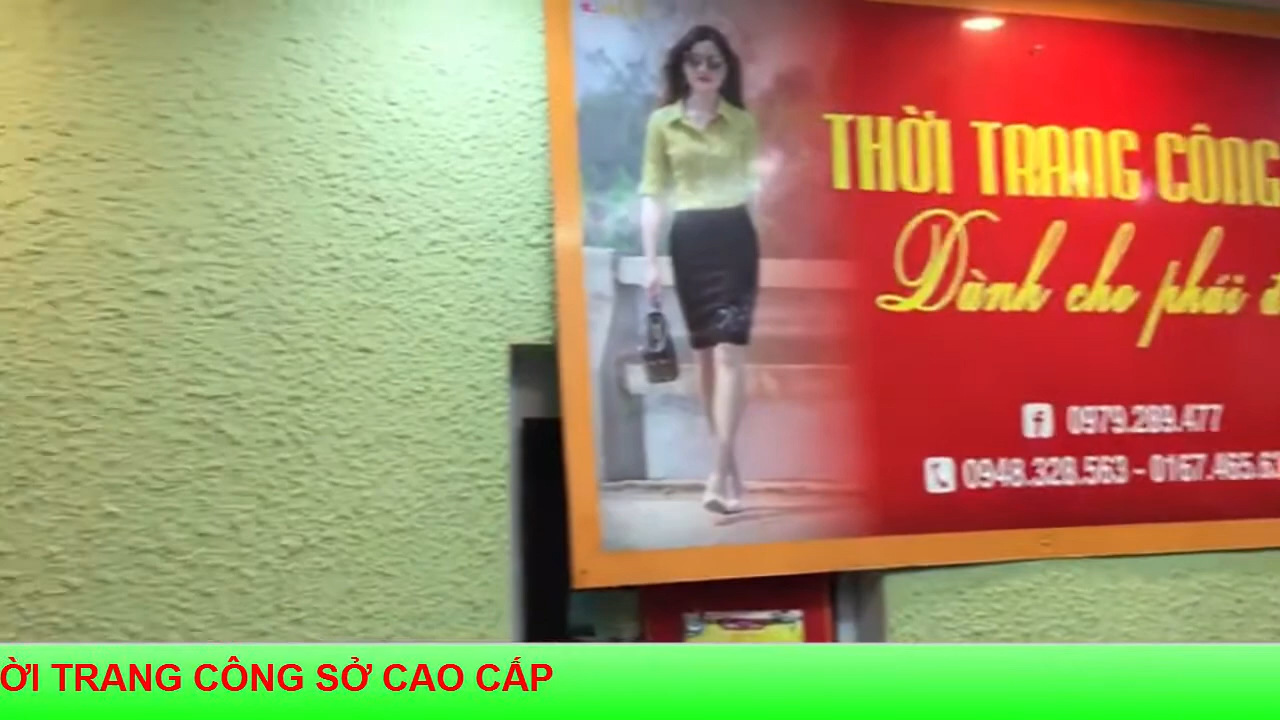 THỜI TRANG CÔNG
Dành cho phái
0979.289.477
0948.328.563 - 0167.465.6
ỜI TRANG CÔNG SỞ CAO CẤP